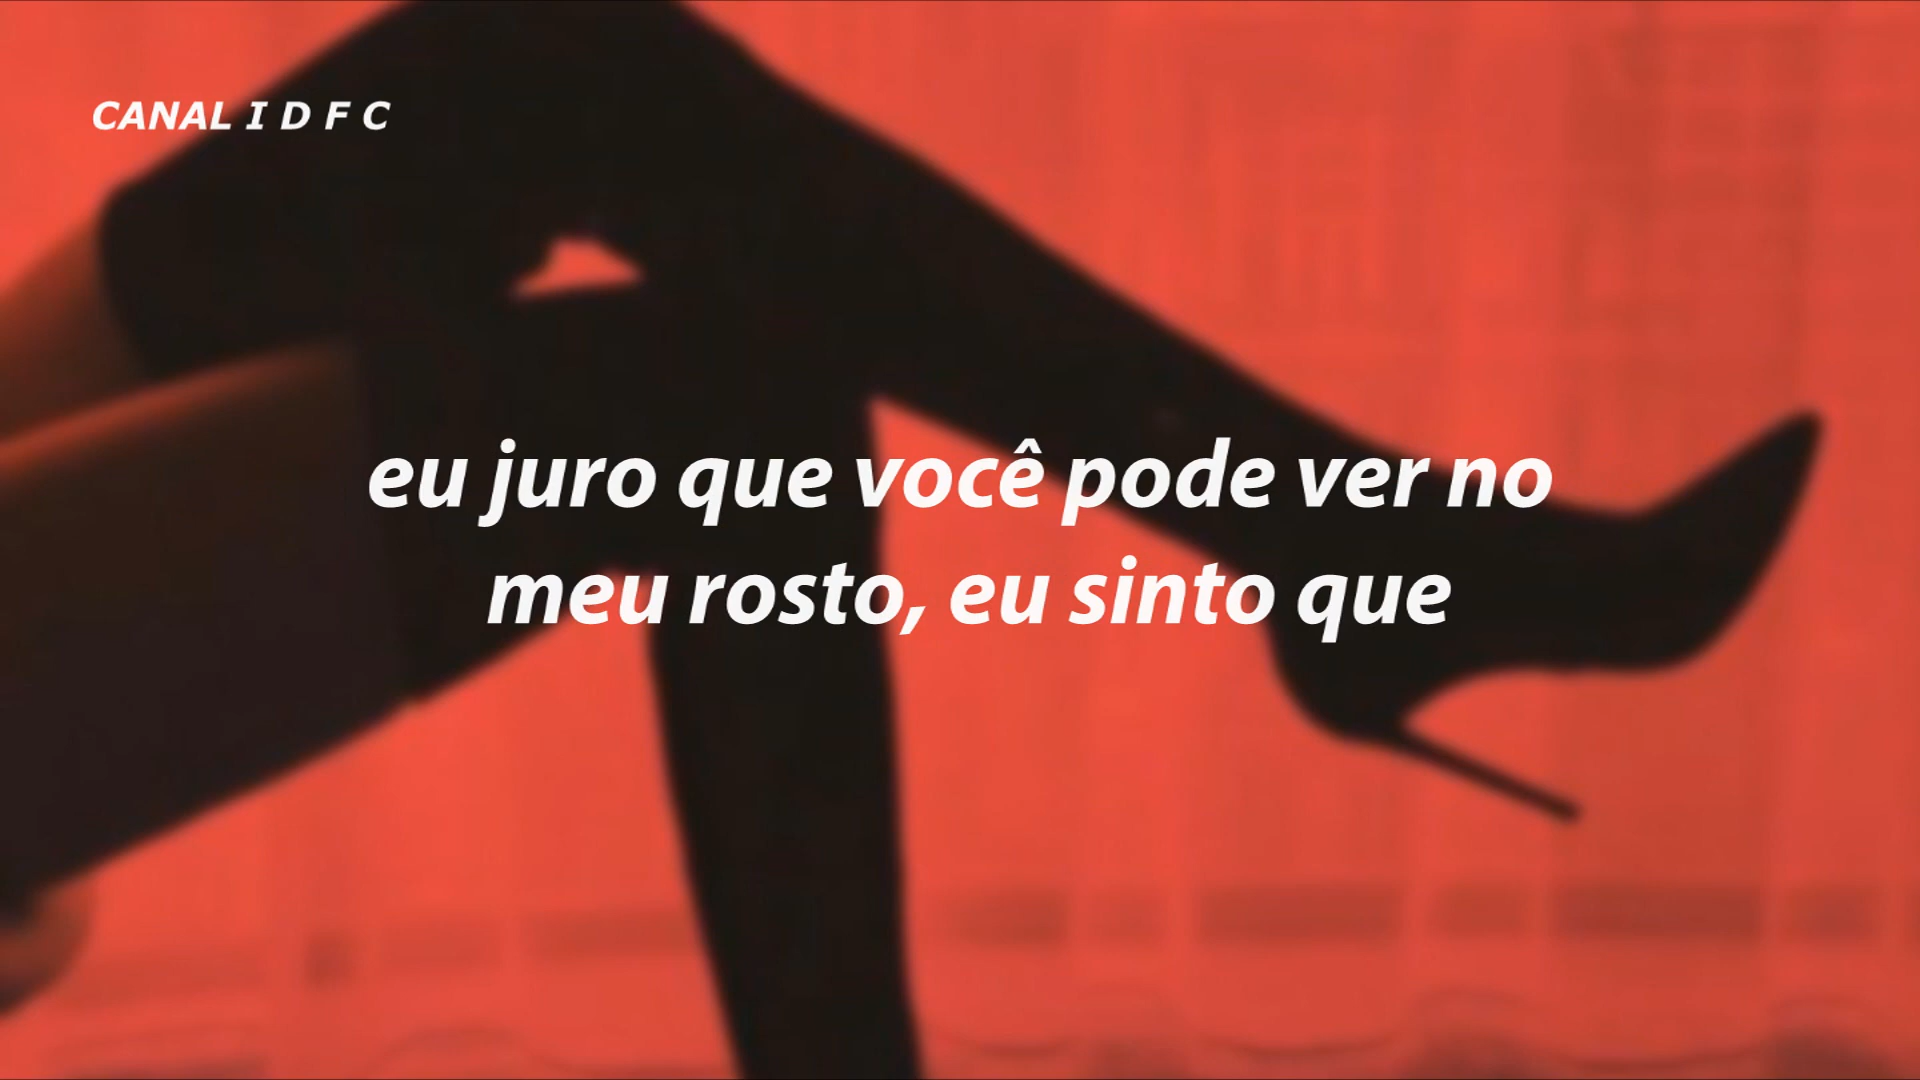 CANAL I D F C
eu juro que você pode ver no
meu rosto, eu sinto que